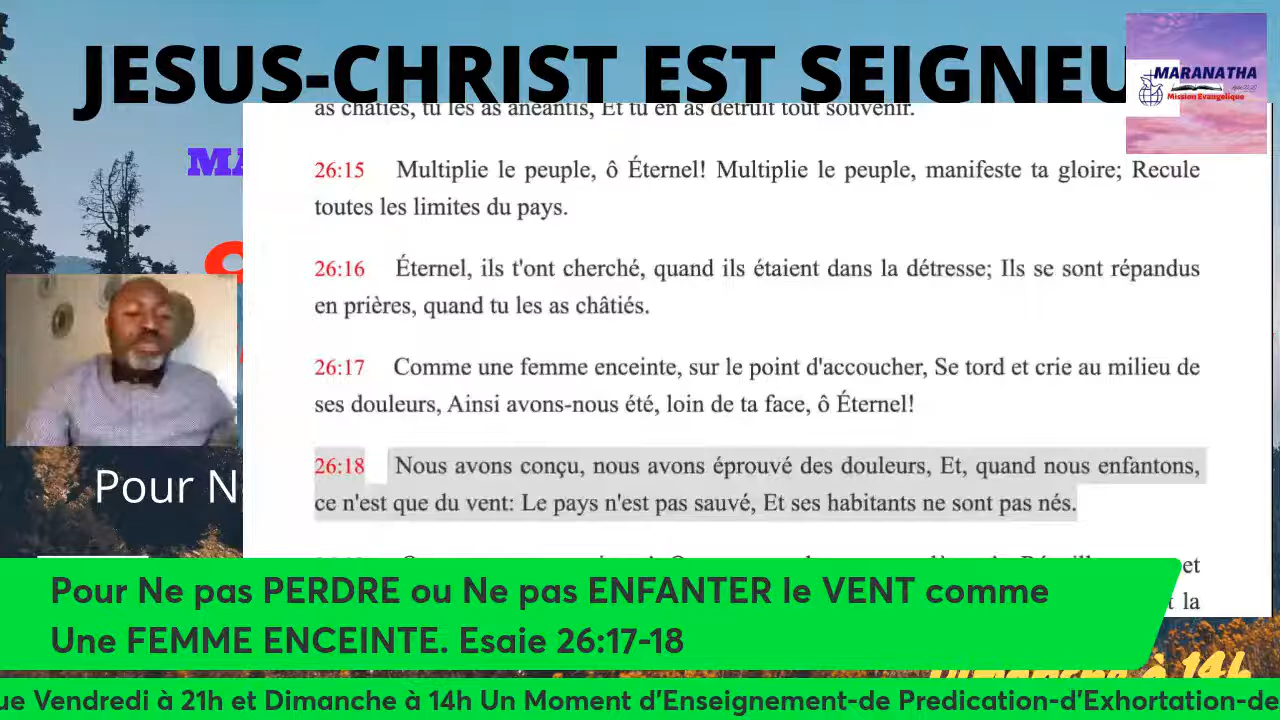 JESUS-CHRIST EST SEIGNEU
MARANATHA
Mission Evangelique
as châtiés, tu les as anéantis, Et tu en as détruit tout souvenir.
MA
26:15 Multiplie le peuple, ô Éternel! Multiplie le peuple, manifeste ta gloire; Recule
toutes les limites du pays.
26:16 Éternel, ils t'ont cherché, quand ils étaient dans la détresse; Ils se sont répandus
en prières, quand tu les as châtiés.
26:17 Comme une femme enceinte, sur le point d'accoucher, Se tord et crie au milieu de
ses douleurs, Ainsi avons-nous été, loin de ta face, ô Éternel!
26:18 Nous avons conçu, nous avons éprouvé des douleurs, Et, quand nous enfantons,
ce n'est que du vent: Le pays n'est pas sauvé, Et ses habitants ne sont pas nés.
Pour N
et
la
Pour Ne pas PERDRE ou Ne pas ENFANTER le VENT comme
Une FEMME ENCEINTE. Esaie 26:17-18
à 14h
ue Vendredi à 21h et Dimanche à 14h Un Moment d'Enseignement-de Predication-d'Exhortation-de